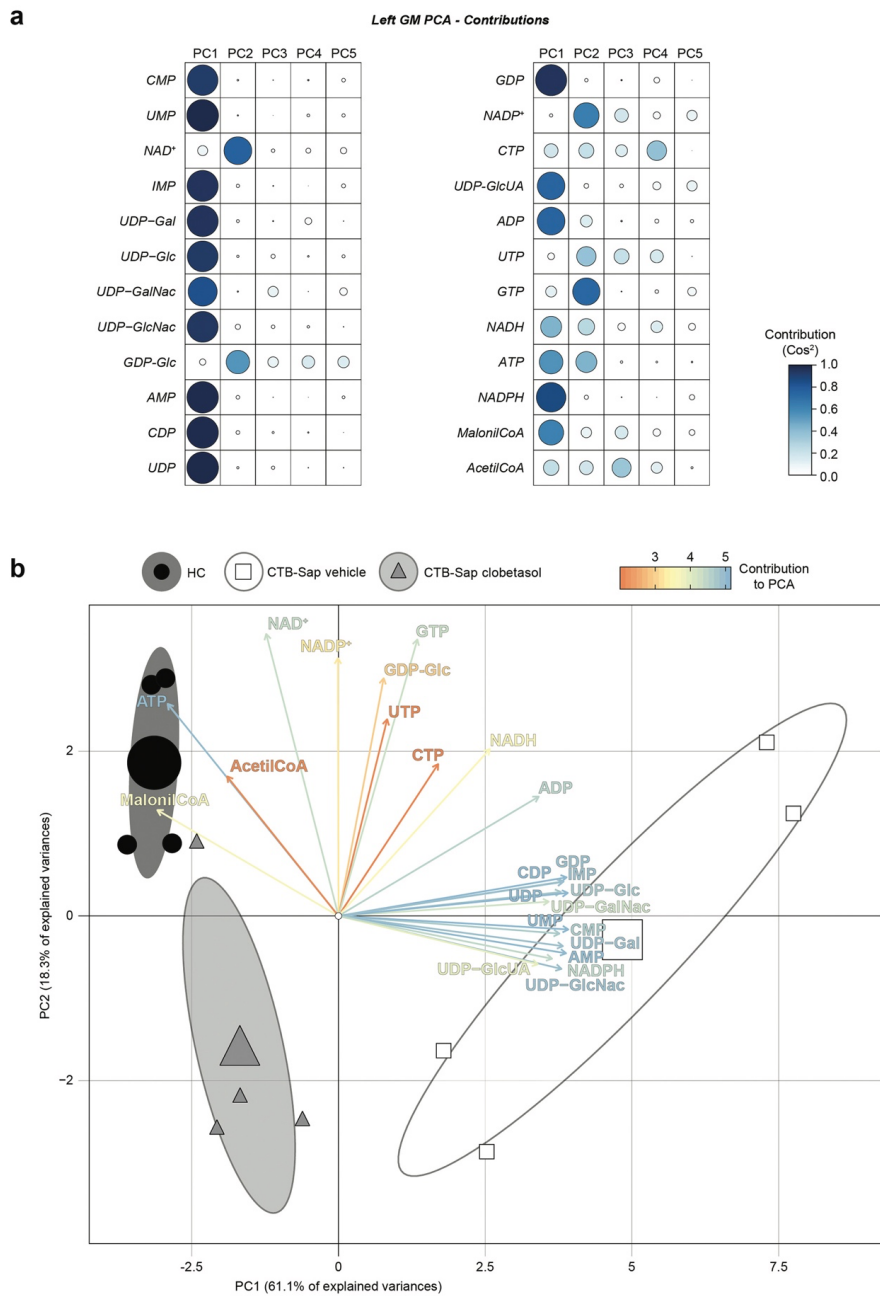 a
Left GM PCA - Contributions
PC1 PC2 PC3 PC4 PC5
CMP
UMP
NAD+
IMP
UDP−Gal
UDP−Glc
UDP−GalNac
UDP−GlcNac
GDP-Glc
AMP
CDP
UDP
PC1 PC2 PC3 PC4 PC5
GDP
NADP+
CTP
UDP-GlcUA
ADP
UTP
GTP
NADH
ATP
NADPH
MalonilCoA
AcetilCoA
Contribution
(Cos²)
1.0
0.8
0.6
0.4
0.2
0.0
b
HC
CTB-Sap vehicle
CTB-Sap clobetasol
3 4 5
Contribution
to PCA
NAD+
GTP
NADP+
GDP-Glc
ATP
UTP
CTP
NADH
AcetilCoA
MalonilCoA
ADP
GDP
CDP IMP
UDP UDP−Glc
UDP−GalNac
UMP
CMP
UDP−Gal
AMP
UDP−GlcUA NADPH
UDP−GlcNac
2
0
−2
PC2 (18.3% of explained variances)
-2.5 0 2.5 5 7.5
PC1 (61.1% of explained variances)